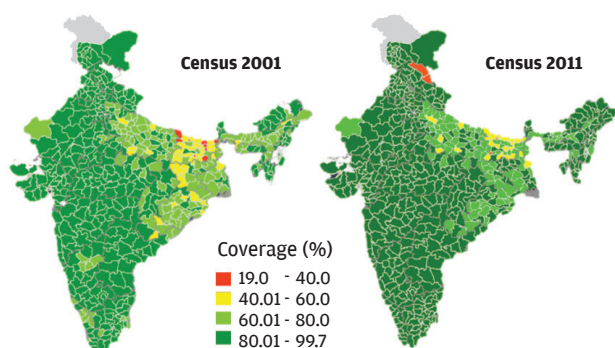 Census 2001
Census 2011
Coverage (%)
19.0 - 40.0
40.01 - 60.0
60.01 - 80.0
80.01 - 99.7